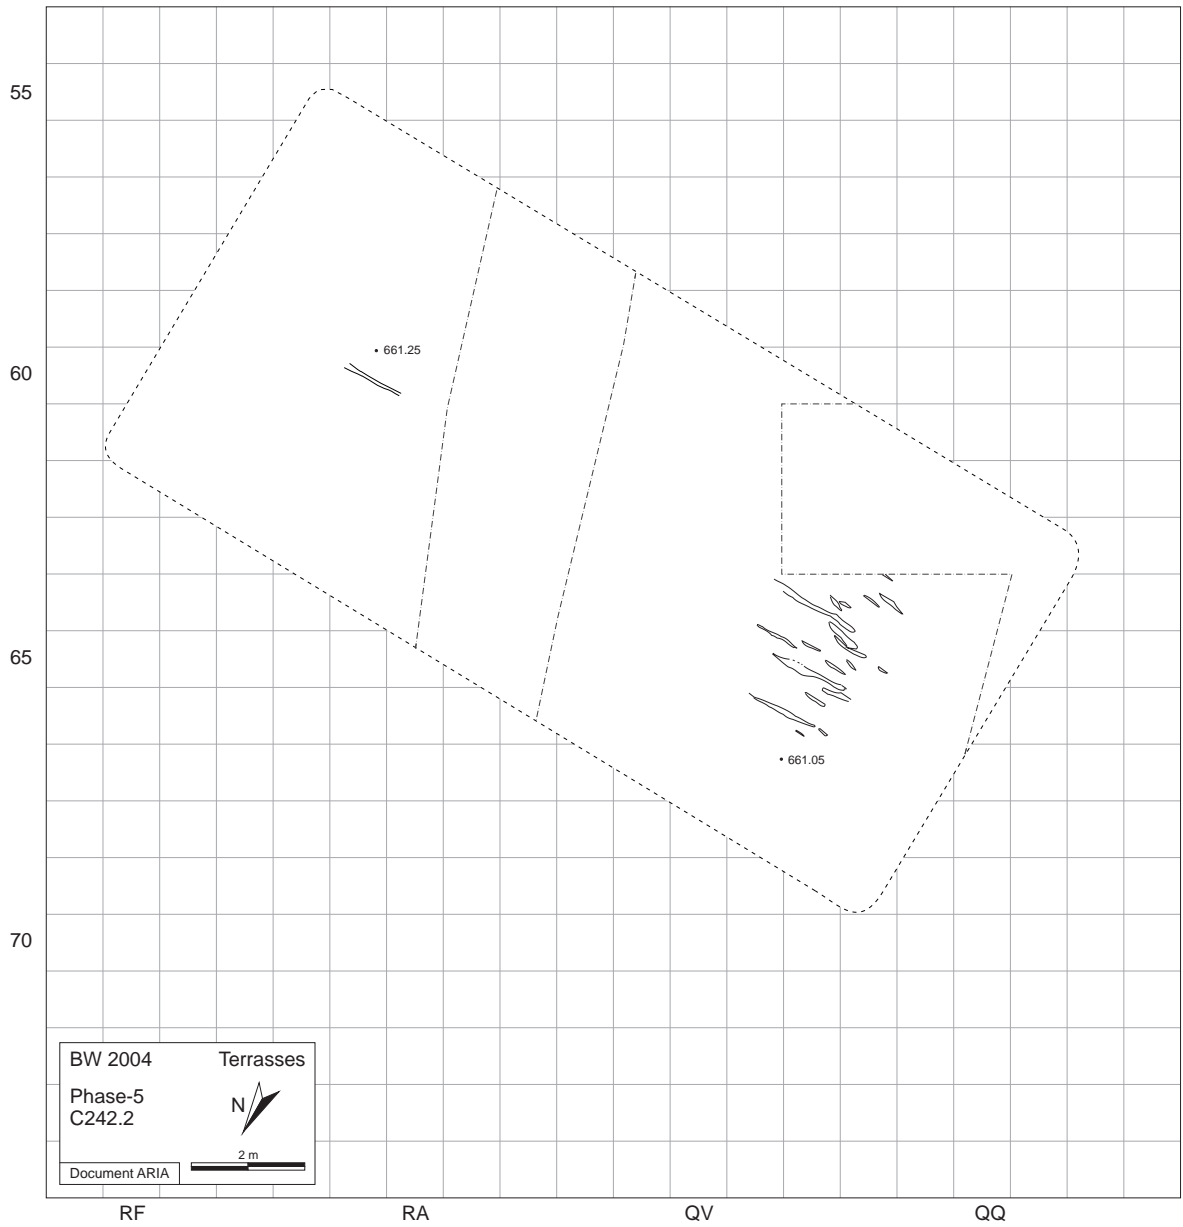 55
661.25
60
65
661.05
70
BW 2004 Terrasses
Phase-5
C242.2
N
2 m
Document ARIA
RF RA QV QQ